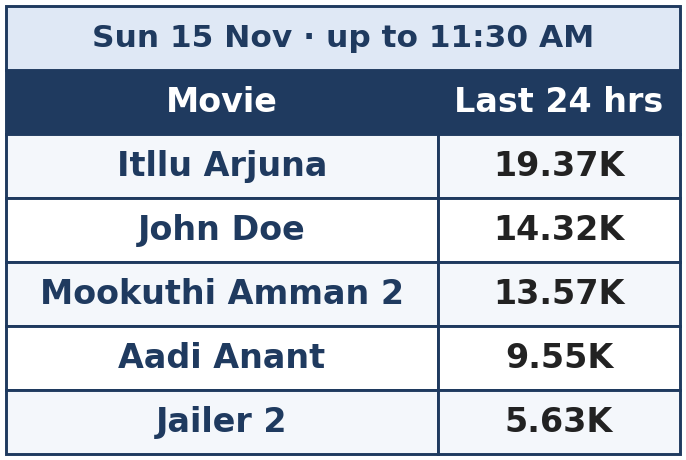 Sun 15 Nov · up to 11:30 AM
Movie Last 24 hrs
Itllu Arjuna 19.37K
John Doe 14.32K
Mookuthi Amman 2 13.57K
Aadi Anant 9.55K
Jailer 2 5.63K